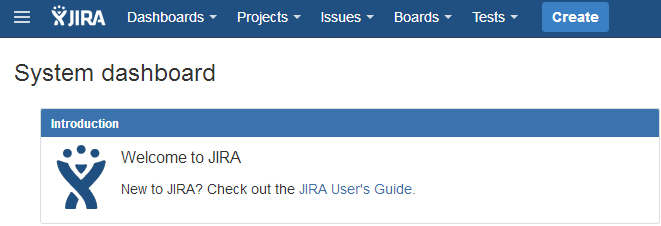 JIRA Dashboards Projects Issues Boards Tests Create
System dashboard
Introduction
Welcome to JIRA
New to JIRA? Check out the JIRA User's Guide.